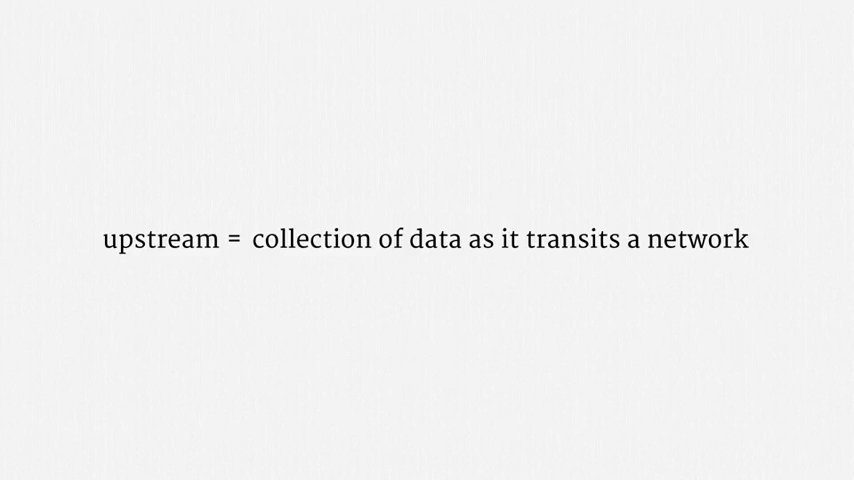 upstream = collection of data as it transits a network